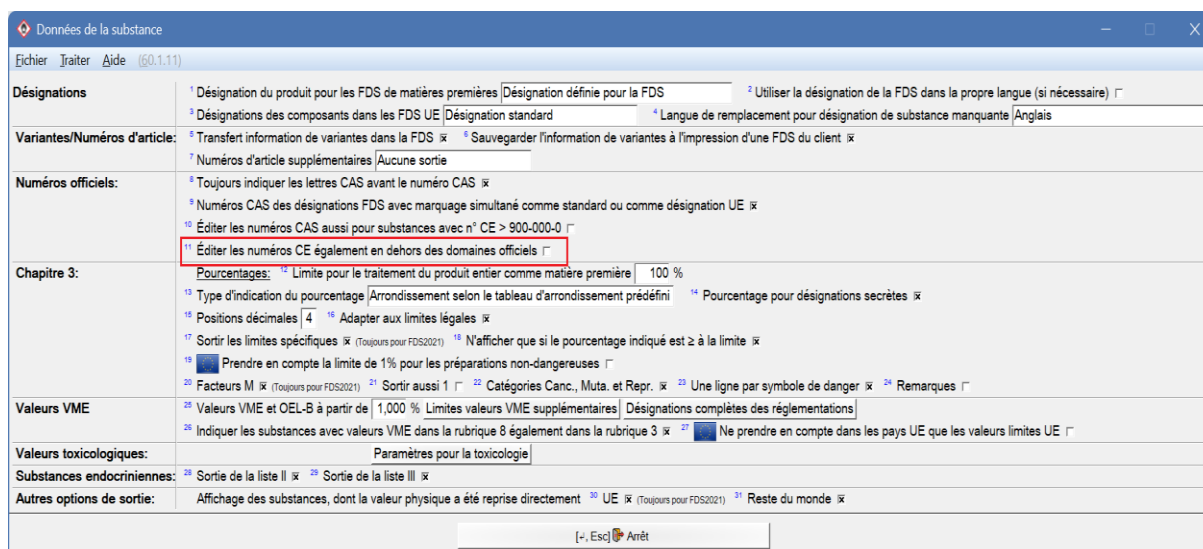 Données de la substance
Fichier Traiter Aide (60.1.11)
Désignations 1 Désignation du produit pour les FDS de matières premières Désignation définie pour la FDS 2 Utiliser la désignation de la FDS dans la propre langue (si nécessaire)
3 Désignations des composants dans les FDS UE Désignation standard 4 Langue de remplacement pour désignation de substance manquante Anglais
Variantes/Numéros d'article: 5 Transfert information de variantes dans la FDS 6 Sauvegarder l'information de variantes à l'impression d'une FDS du client
7 Numéros d'article supplémentaires Aucune sortie
Numéros officiels: 8 Toujours indiquer les lettres CAS avant le numéro CAS
9 Numéros CAS des désignations FDS avec marquage simultané comme standard ou comme désignation UE
10 Éditer les numéros CAS aussi pour substances avec n° CE > 900-000-0
11 Éditer les numéros CE également en dehors des domaines officiels
Chapitre 3: Pourcentages: 12 Limite pour le traitement du produit entier comme matière première 100 %
13 Type d'indication du pourcentage Arrondissement selon le tableau d'arrondissement prédéfini 14 Pourcentage pour désignations secrètes
15 Positions décimales 4 16 Adapter aux limites légales
17 Sortir les limites spécifiques (Toujours pour FDS2021) 18 N'afficher que si le pourcentage indiqué est ≥ à la limite
19 Prendre en compte la limite de 1% pour les préparations non-dangereuses
20 Facteurs M (Toujours pour FDS2021) 21 Sortir aussi 1 22 Catégories Canc., Muta. et Repr. 23 Une ligne par symbole de danger 24 Remarques
Valeurs VME 25 Valeurs VME et OEL-B à partir de 1,000 % Limites valeurs VME supplémentaires Désignations complètes des réglementations
26 Indiquer les substances avec valeurs VME dans la rubrique 8 également dans la rubrique 3 27 Ne prendre en compte dans les pays UE que les valeurs limites UE
Valeurs toxicologiques: Paramètres pour la toxicologie
Substances endocriniennes: 28 Sortie de la liste II 29 Sortie de la liste III
Autres options de sortie: Affichage des substances, dont la valeur physique a été reprise directement 30 UE (Toujours pour FDS2021) 31 Reste du monde
[↵, Esc] Arrêt